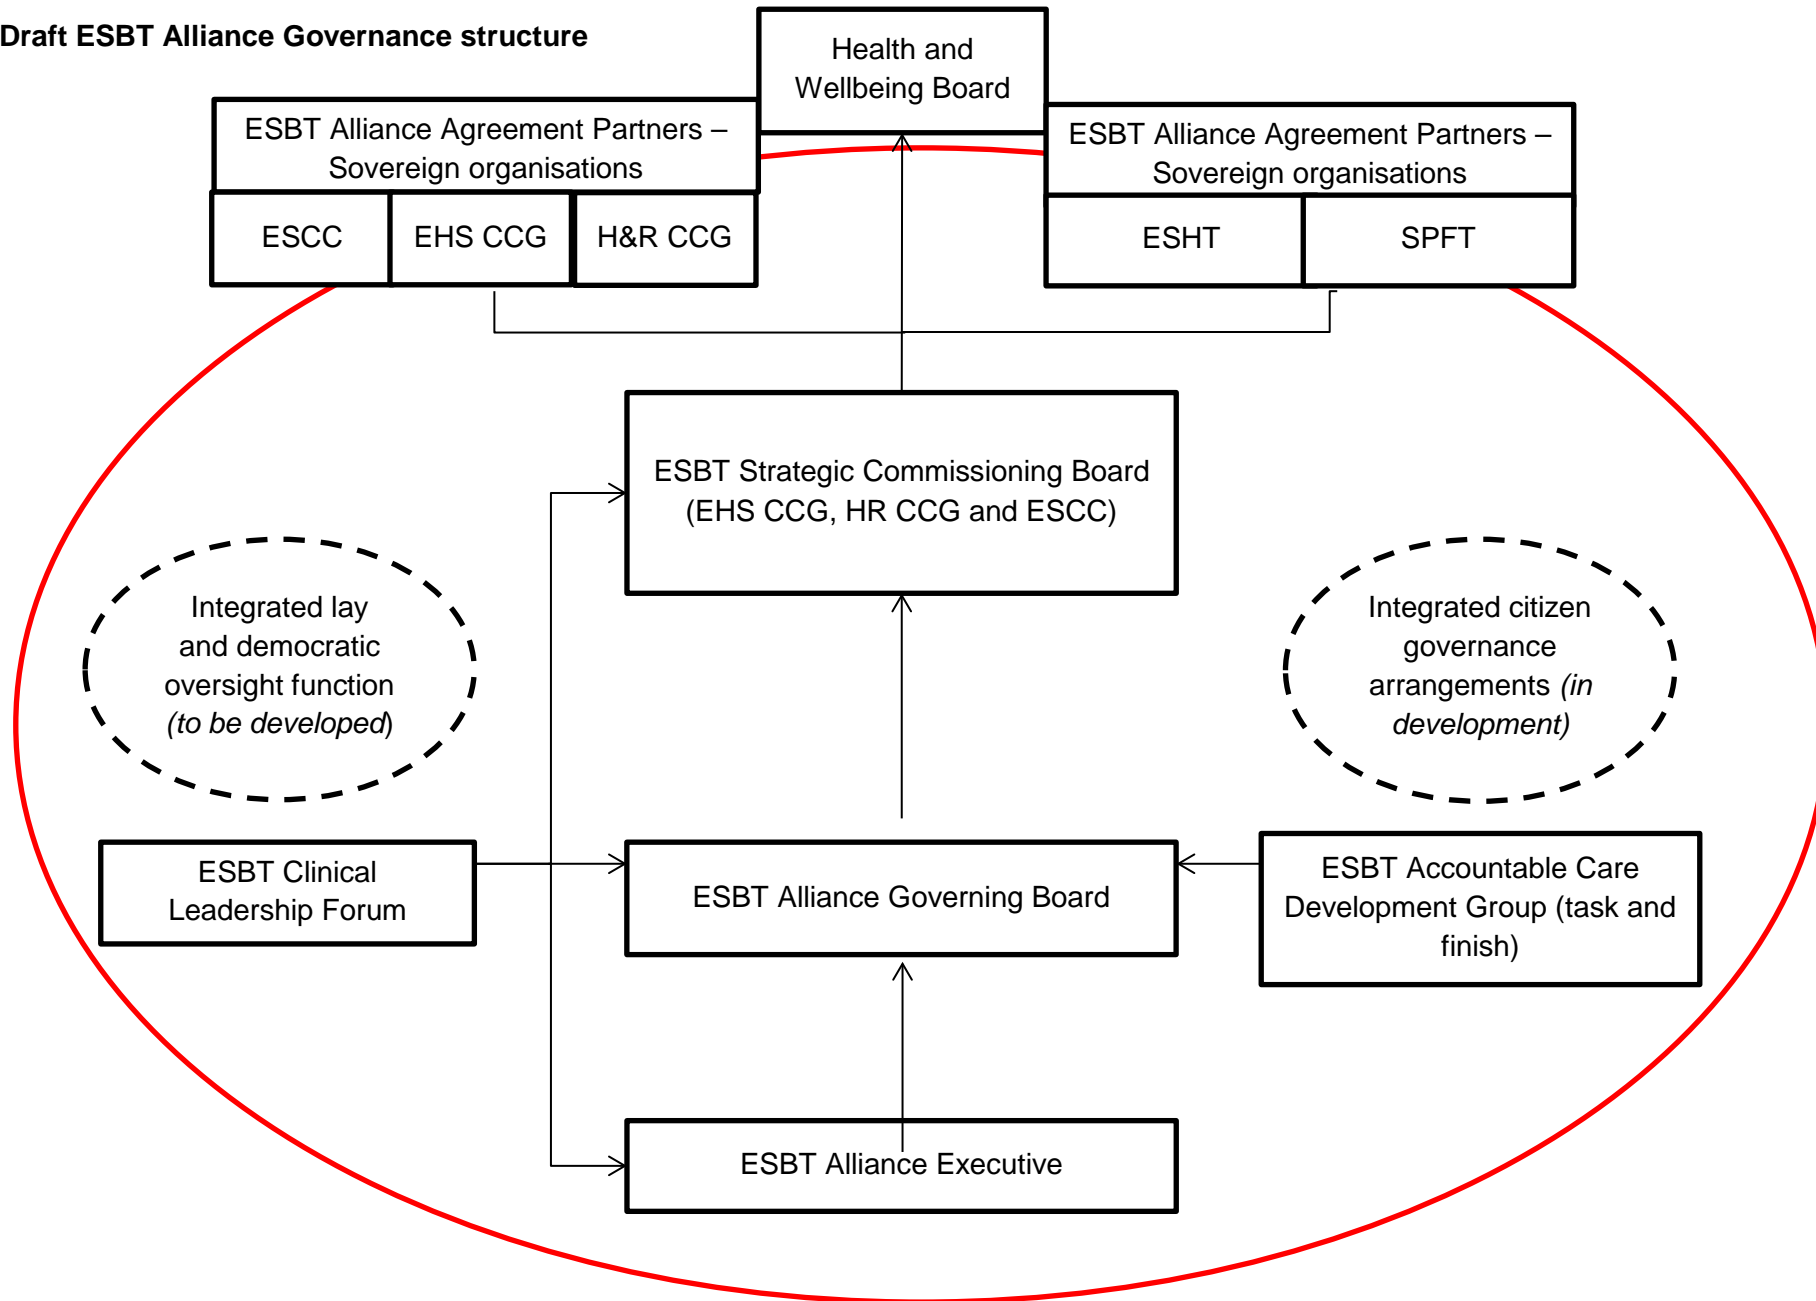 Draft ESBT Alliance Governance structure
Health and
Wellbeing Board
ESBT Alliance Agreement Partners –
Sovereign organisations
ESCC
EHS CCG
H&R CCG
ESBT Alliance Agreement Partners –
Sovereign organisations
ESHT
SPFT
ESBT Strategic Commissioning Board
(EHS CCG, HR CCG and ESCC)
Integrated lay
and democratic
oversight function
(to be developed)
Integrated citizen
governance
arrangements (in
development)
ESBT Clinical
Leadership Forum
ESBT Alliance Governing Board
ESBT Accountable Care
Development Group (task and
finish)
ESBT Alliance Executive